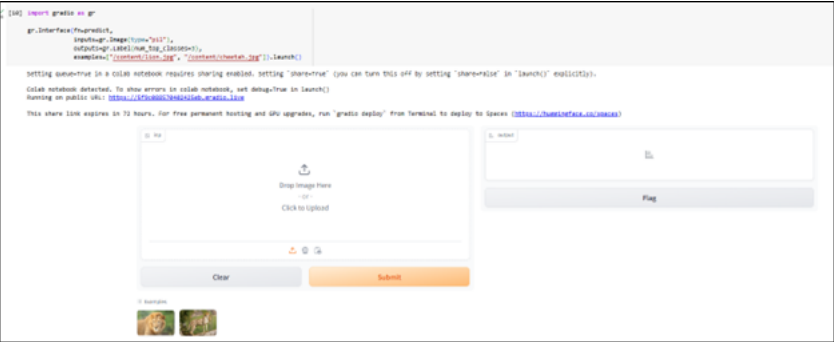 import gradio as gr
gr.Interface(fn=predict,
inputs=gr.Image(type="pil"),
outputs=gr.Label(num_top_classes=3),
examples=["/content/lion.jpg", "/content/cheetah.jpg"]).launch()
Setting queue=True in a Colab notebook requires sharing enabled. Setting `share=True` (you can turn this off by setting `share=False` in `launch()` explicitly).
Colab notebook detected. To show errors in colab notebook, set debug=True in launch()
Running on public URL:
This share link expires in 72 hours. For free permanent hosting and GPU upgrades, run `gradio deploy` from Terminal to deploy to Spaces (https://huggingface.co/spaces)
output
Drop Image Here
- or -
Click to Upload
Flag
Clear
Submit
Examples